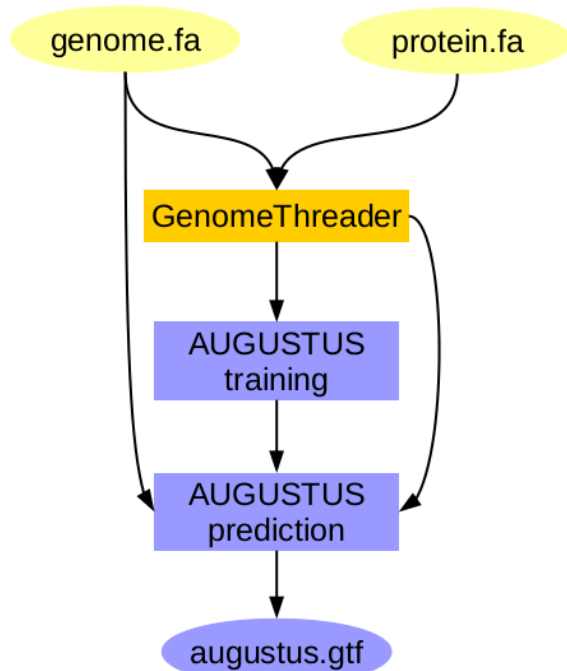 genome.fa
protein.fa
GenomeThreader
AUGUSTUS
training
AUGUSTUS
prediction
augustus.gtf